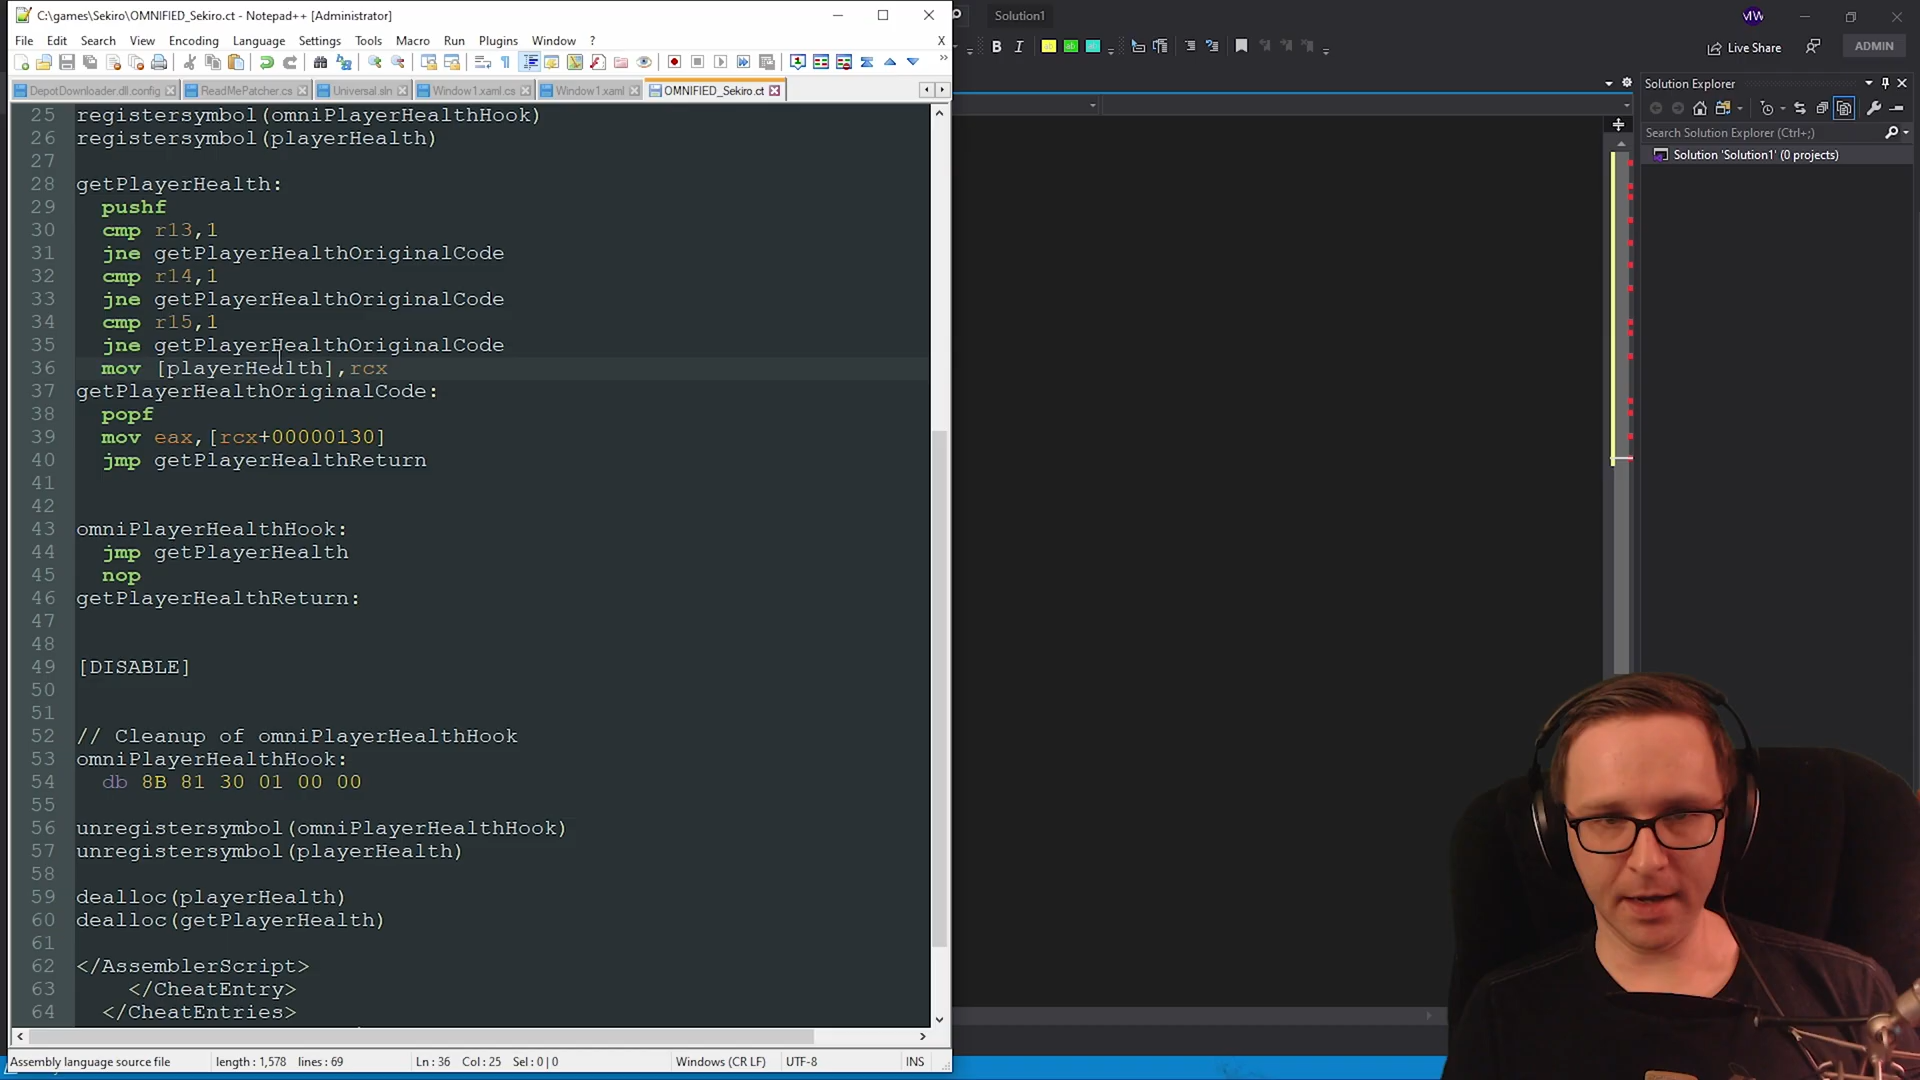 C:\games\Sekiro\OMNIFIED_Sekiro.ct - Notepad++ [Administrator]
File Edit Search View Encoding Language Settings Tools Macro Run Plugins Window ? X
DepotDownloader.dll.config ReadMePatcher.cs Universal.sln Window1.xaml.cs Window1.xaml OMNIFIED_Sekiro.ct
25 registersymbol(omniPlayerHealthHook)
26 registersymbol(playerHealth)
27
28 getPlayerHealth:
29 pushf
30 cmp r13,1
31 jne getPlayerHealthOriginalCode
32 cmp r14,1
33 jne getPlayerHealthOriginalCode
34 cmp r15,1
35 jne getPlayerHealthOriginalCode
36 mov [playerHealth],rcx
37 getPlayerHealthOriginalCode:
38 popf
39 mov eax,[rcx+00000130]
40 jmp getPlayerHealthReturn
41
42
43 omniPlayerHealthHook:
44 jmp getPlayerHealth
45 nop
46 getPlayerHealthReturn:
47
48
49 [DISABLE]
50
51
52 // Cleanup of omniPlayerHealthHook
53 omniPlayerHealthHook:
54 db 8B 81 30 01 00 00
55
56 unregistersymbol(omniPlayerHealthHook)
57 unregistersymbol(playerHealth)
58
59 dealloc(playerHealth)
60 dealloc(getPlayerHealth)
61
62 </AssemblerScript>
63 </CheatEntry>
64 </CheatEntries>
Assembly language source file length : 1,578 lines : 69 Ln : 36 Col : 25 Sel : 0 | 0 Windows (CR LF) UTF-8 INS
Solution1
MW
Live Share
ADMIN
Solution Explorer
Search Solution Explorer (Ctrl+;)
Solution 'Solution1' (0 projects)